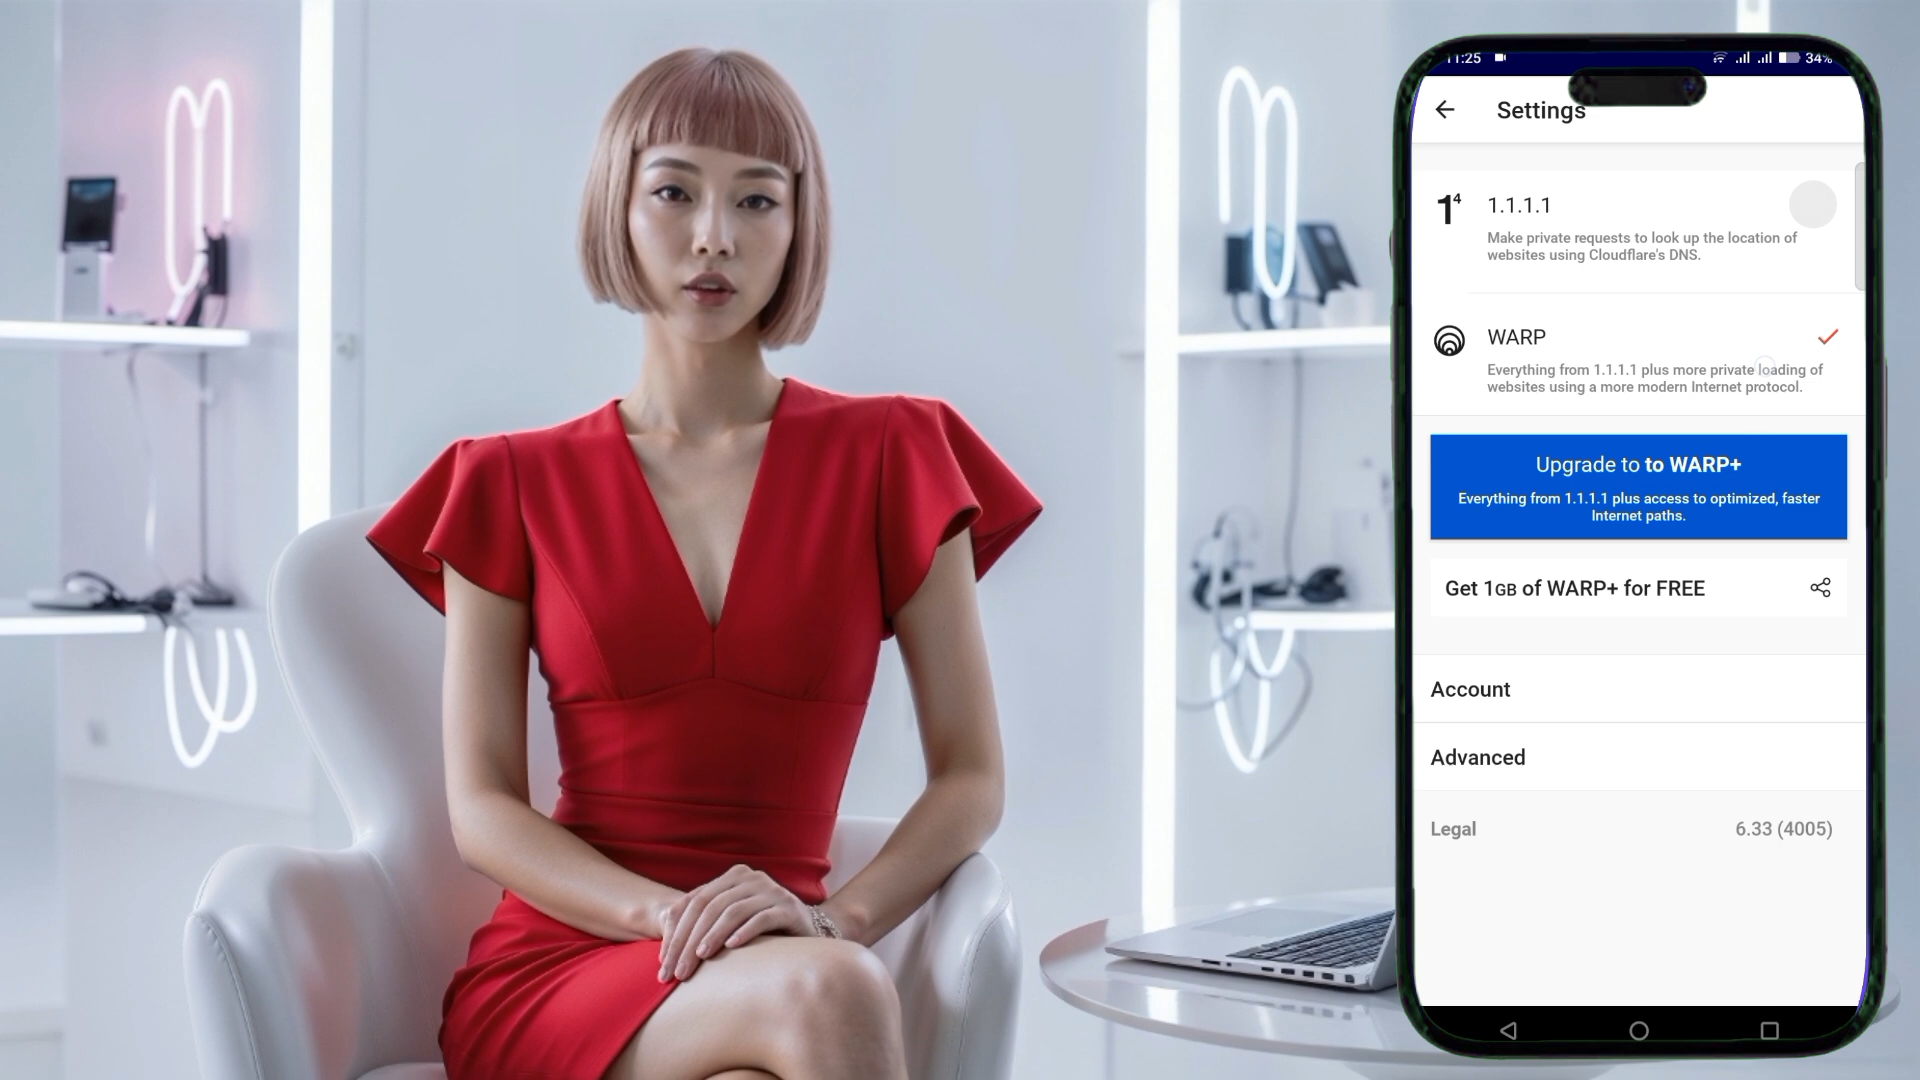 11:25
34%
Settings
1.1.1.1
Make private requests to look up the location of
websites using Cloudflare's DNS.
WARP
Everything from 1.1.1.1 plus more private loading of
websites using a more modern Internet protocol.
Upgrade to to WARP+
Everything from 1.1.1.1 plus access to optimized, faster
Internet paths.
Get 1GB of WARP+ for FREE
Account
Advanced
Legal
6.33 (4005)